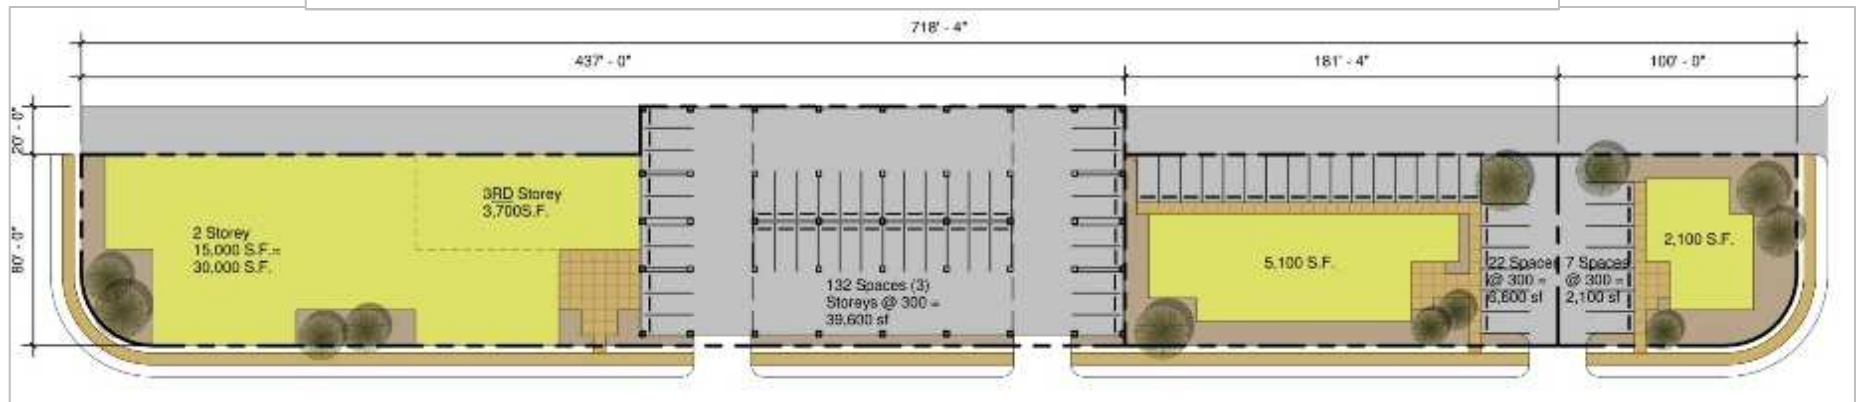 718' - 4"
437' - 0"
181' - 4"
100' - 0"
20' - 0"
80' - 0"
3RD Storey
3,700S.F.
2 Storey
15,000 S.F.=
30,000 S.F.
132 Spaces (3)
Storeys @ 300 =
39,600 sf
5,100 S.F.
22 Spaces
@ 300 =
6,600 sf
7 Spaces
@ 300 =
2,100 sf
2,100 S.F.